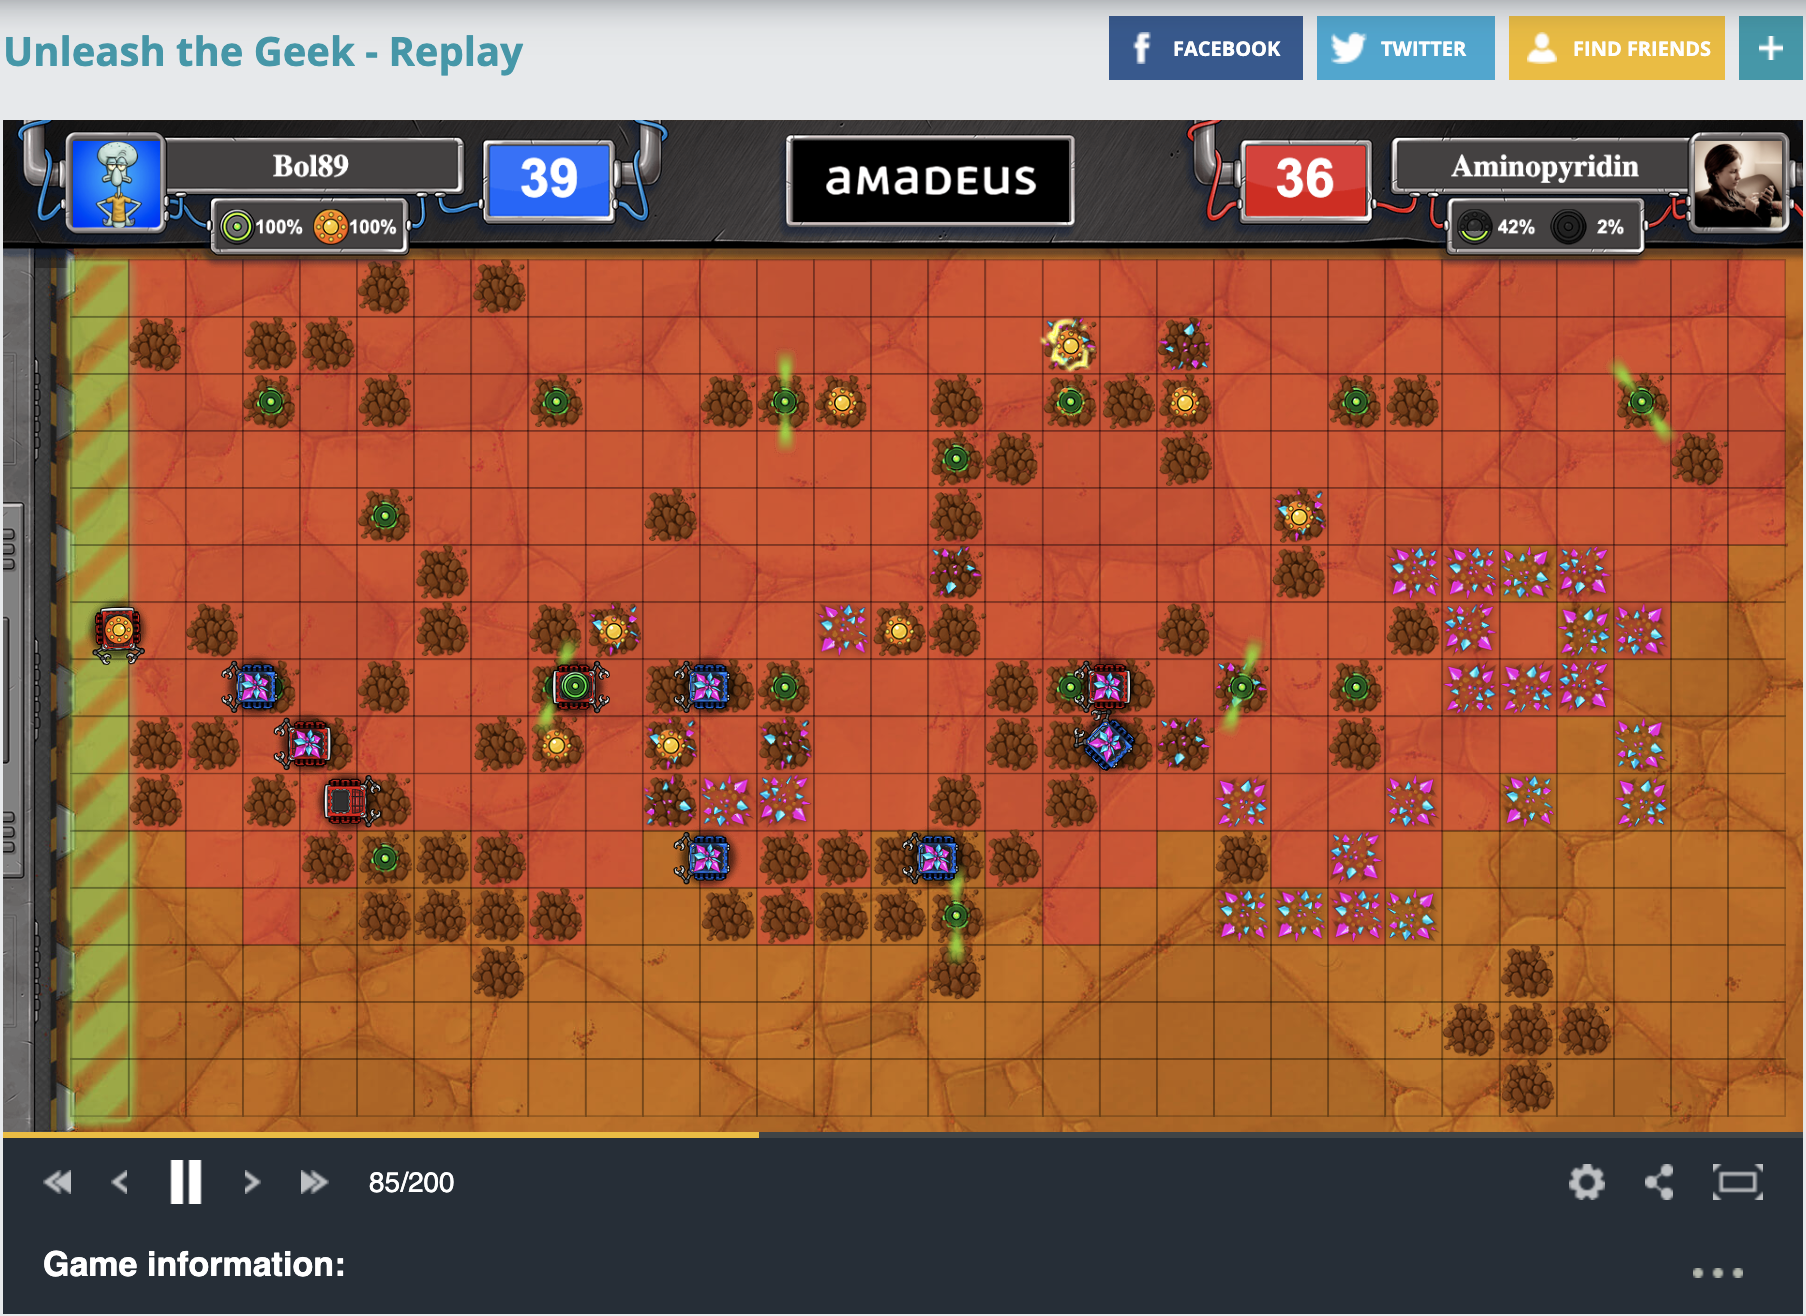 Unleash the Geek - Replay
FACEBOOK
TWITTER
FIND FRIENDS
+
Bol89
39
aMaDEUS
36
Aminopyridin
100%
100%
42%
2%
85/200
Game information: